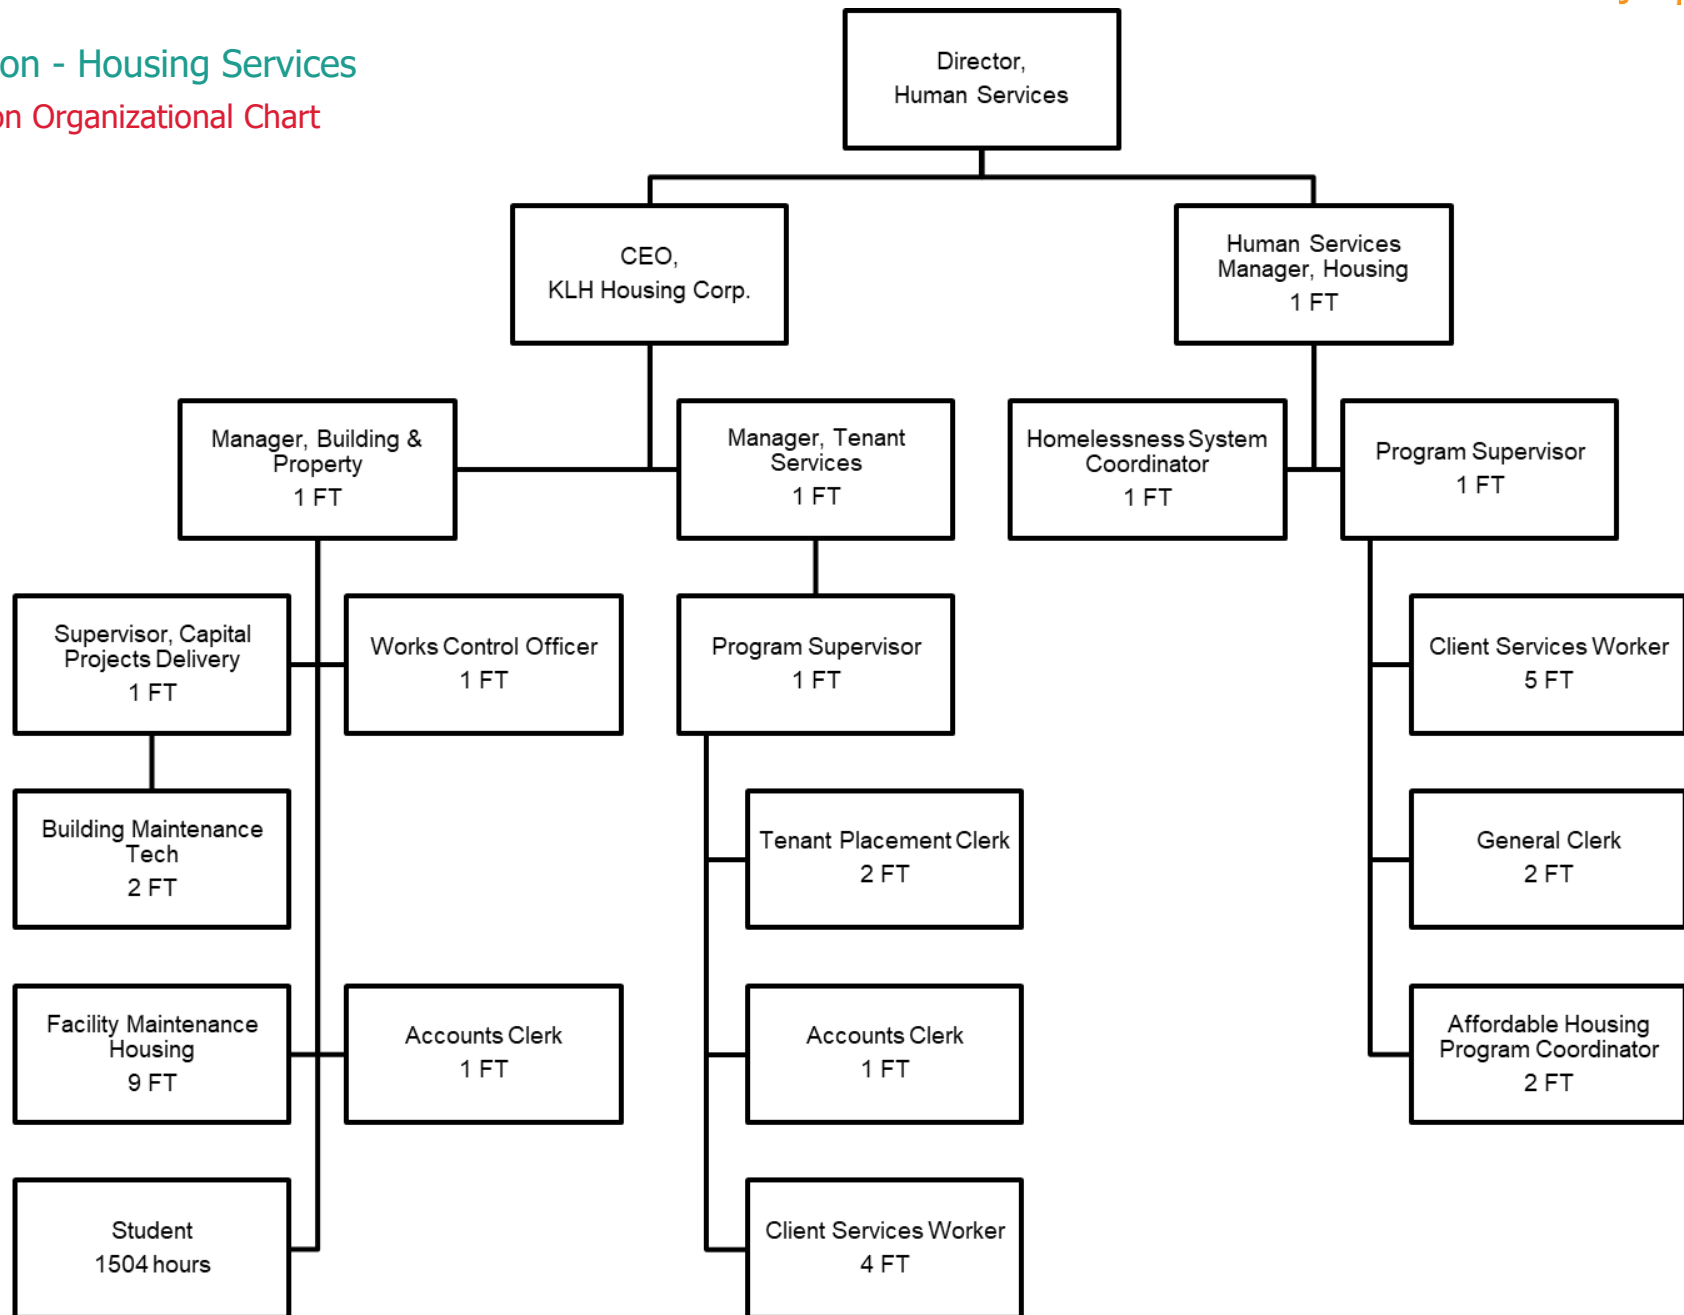 on - Housing Services
on Organizational Chart
Director,
Human Services
CEO,
KLH Housing Corp.
Human Services
Manager, Housing
1 FT
Manager, Building &
Property
1 FT
Manager, Tenant
Services
1 FT
Homelessness System
Coordinator
1 FT
Program Supervisor
1 FT
Supervisor, Capital
Projects Delivery
1 FT
Works Control Officer
1 FT
Program Supervisor
1 FT
Client Services Worker
5 FT
Building Maintenance
Tech
2 FT
Tenant Placement Clerk
2 FT
General Clerk
2 FT
Facility Maintenance
Housing
9 FT
Accounts Clerk
1 FT
Accounts Clerk
1 FT
Affordable Housing
Program Coordinator
2 FT
Student
1504 hours
Client Services Worker
4 FT